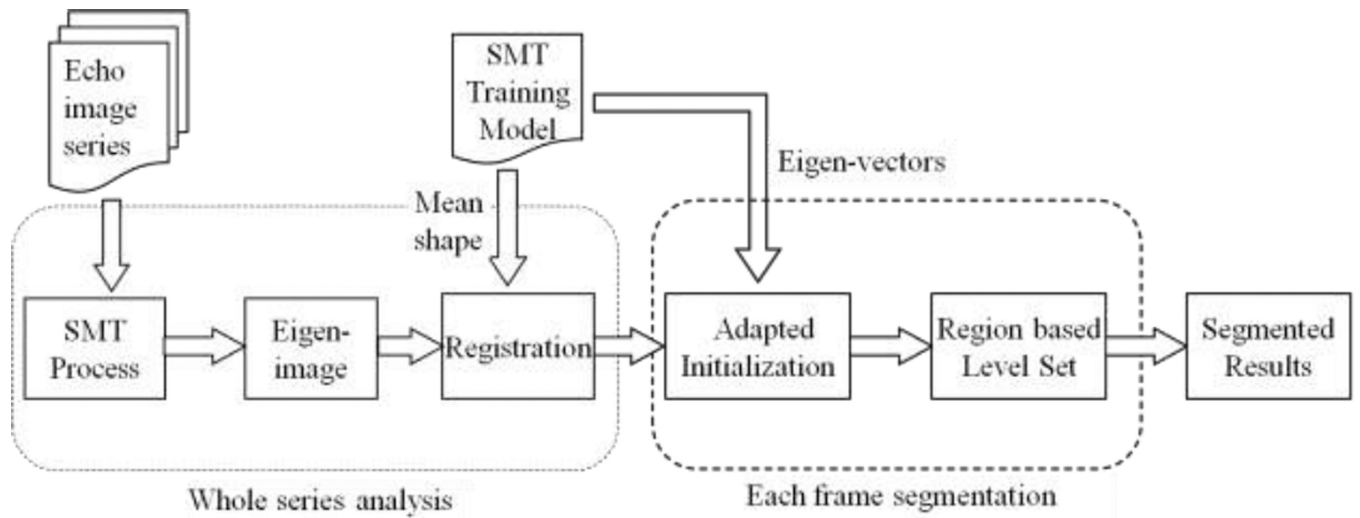 Echo
image
series
SMT
Training
Model
Eigen-vectors
Mean
shape
SMT
Process
Eigen-
image
Registration
Adapted
Initialization
Region based
Level Set
Segmented
Results
Whole series analysis
Each frame segmentation